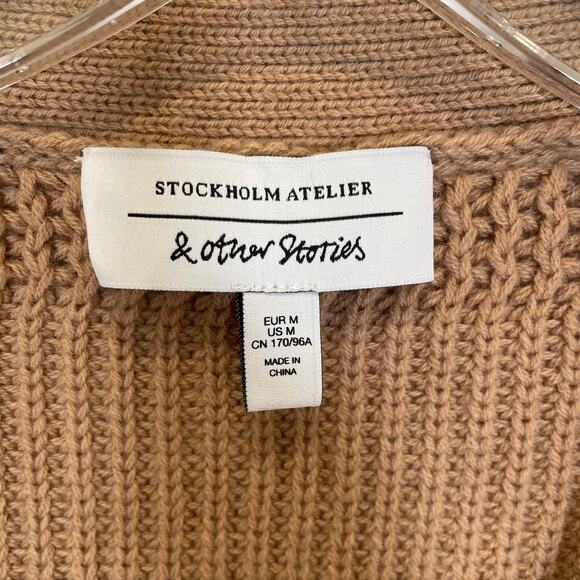 STOCKHOLM ATELIER
& other Stories
EUR M
US M
CN 170/96A
MADE IN
CHINA